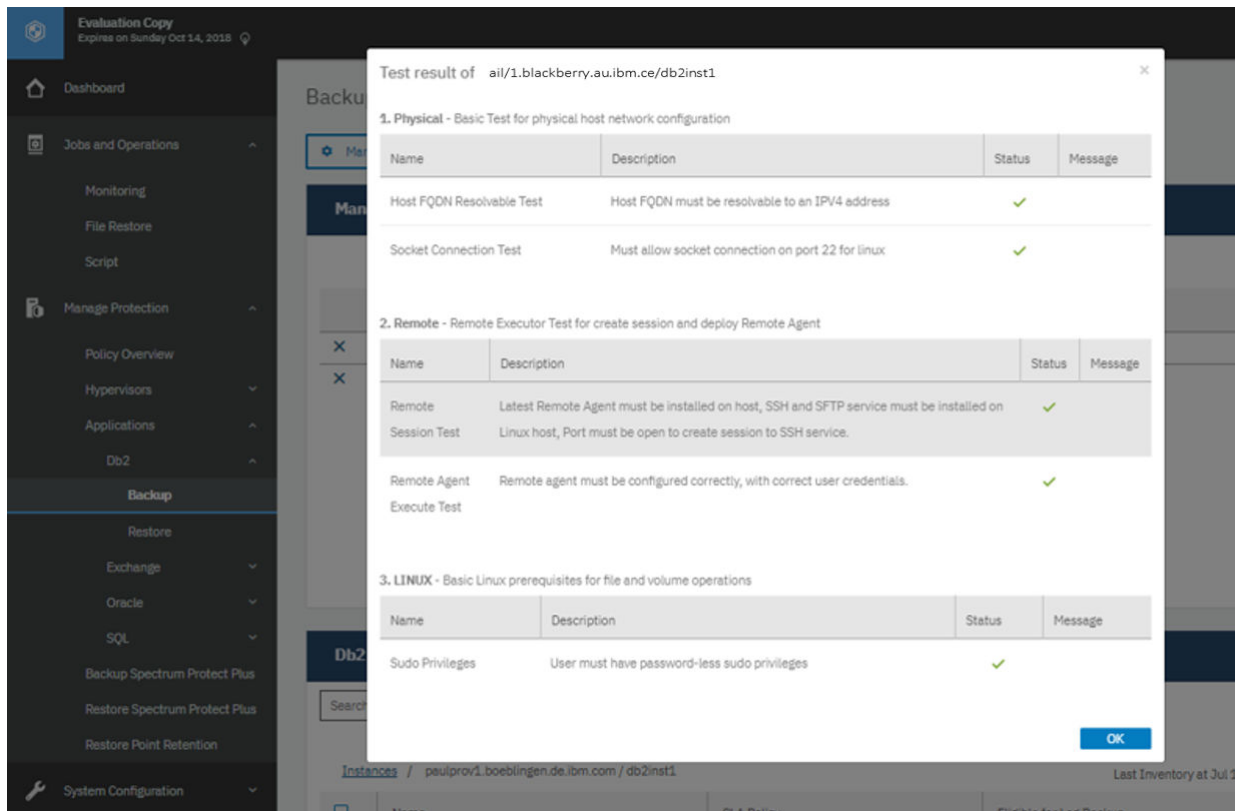 Evaluation Copy
Expires on Sunday Oct 14, 2018
Dashboard
Jobs and Operations
Monitoring
File Restore
Script
Manage Protection
Policy Overview
Hypervisors
Applications
Db2
Backup
Restore
Exchange
Oracle
SQL
Backup Spectrum Protect Plus
Restore Spectrum Protect Plus
Restore Point Retention
System Configuration
Backu
Mar
Man
Test result of ail/1.blackberry.au.ibm.ce/db2inst1
×
1. Physical - Basic Test for physical host network configuration
Name Description Status Message
Host FQDN Resolvable Test Host FQDN must be resolvable to an IPV4 address
Socket Connection Test Must allow socket connection on port 22 for linux
2. Remote - Remote Executor Test for create session and deploy Remote Agent
Name Description Status Message
Remote Latest Remote Agent must be installed on host, SSH and SFTP service must be installed on
Session Test Linux host, Port must be open to create session to SSH service.
Remote Agent Remote agent must be configured correctly, with correct user credentials.
Execute Test
3. LINUX - Basic Linux prerequisites for file and volume operations
Name Description Status Message
Sudo Privileges User must have password-less sudo privileges
OK
Db2
Search
Instances / paulprov1.boeblingen.de.ibm.com / db2inst1
Last Inventory at Jul 1